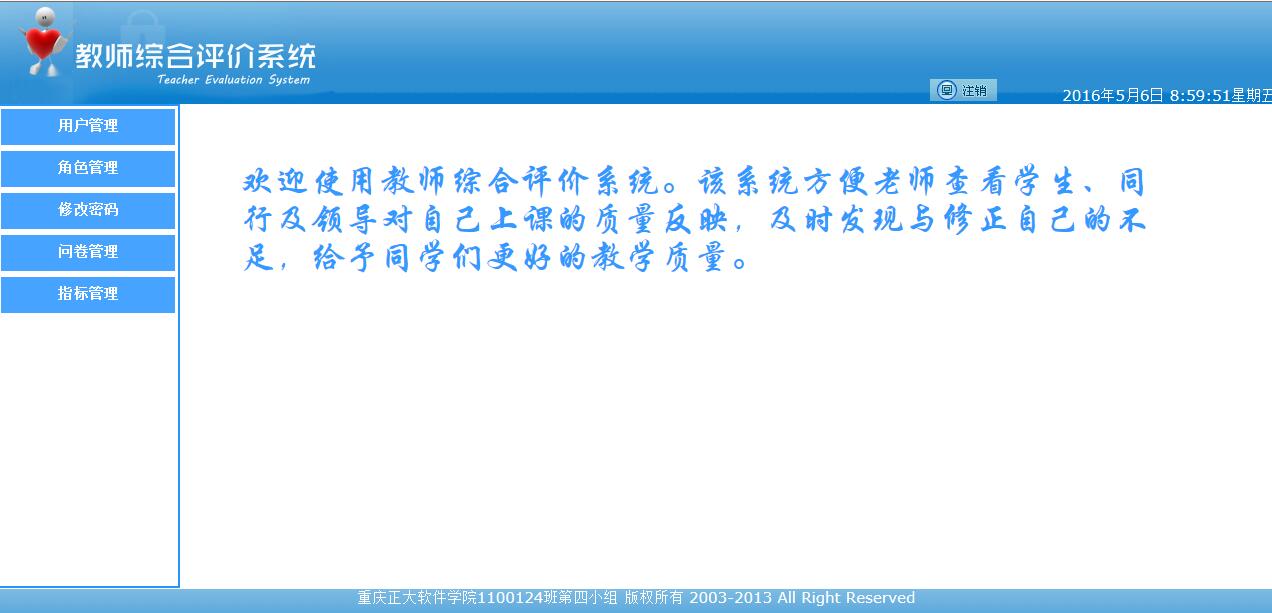 教师综合评价系统
Teacher Evaluation System
注销
2016年5月6日 8:59:51星期五
用户管理
角色管理
修改密码
问卷管理
指标管理
欢迎使用教师综合评价系统。该系统方便老师查看学生、同
行及领导对自己上课的质量反映，及时发现与修正自己的不
足，给予同学们更好的教学质量。
重庆正大软件学院1100124班第四小组 版权所有 2003-2013 All Right Reserved